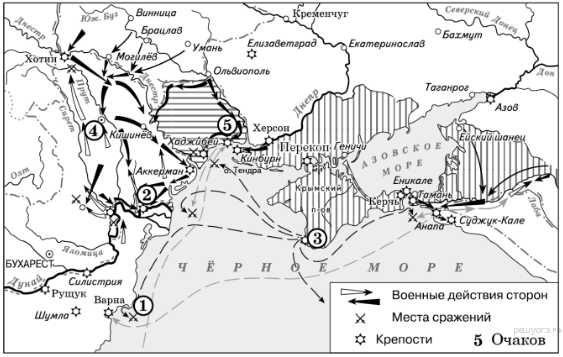 Днестр
Юж. Буг
Винница
Брацлав
Кременчуг
Северский Донец
Хотин
Могилёв
Умань
Елизаветград
Екатеринослав
Бахмут
Ольвиополь
Дон
Прут
Днестр
Днепр
Таганрог
Азов
Сирет
4
Кишинёв
5
Херсон
Хаджибей
Кинбурн
Перекоп
Геничи
АЗОВСКОЕ
МОРЕ
Ейский шанец
Олт
Аккерман
о. Тендра
Крымский
п-ов
Еникале
Тамань
Керчь
Лаба
2
Анапа
Суджук-Кале
3
Яломица
БУХАРЕСТ
ЧЁРНОЕ МОРЕ
Дунай
Силистрия
Рущук
Варна
1
Шумла
Военные действия сторон
Места сражений
Крепости
5 Очаков